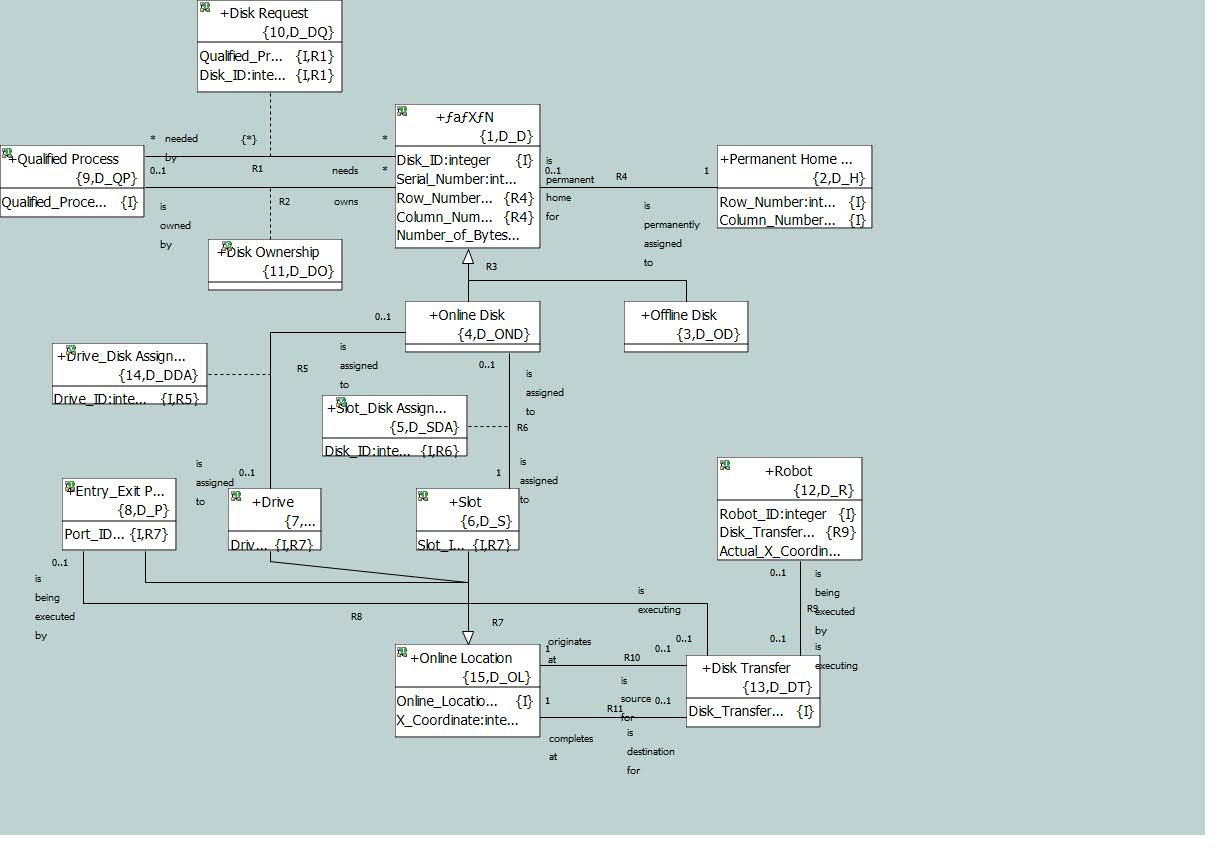 +Disk Request
{10,D_DQ}
Qualified_Pr... {I,R1}
Disk_ID:inte... {I,R1}
+ƒaƒXƒN
{1,D_D}
Disk_ID:integer {I}
Serial_Number:int...
Row_Number... {R4}
Column_Num... {R4}
Number_of_Bytes...
+Qualified Process
{9,D_QP}
Qualified_Proce... {I}
* needed by
{*}
*
R1
needs
*
0..1
R2
owns
is owned by
+Permanent Home ...
{2,D_H}
Row_Number:int... {I}
Column_Number... {I}
is permanent home for
0..1
R4
1
is permanently assigned to
+Disk Ownership
{11,D_DO}
R3
+Online Disk
{4,D_OND}
+Offline Disk
{3,D_OD}
0..1
is assigned to
R5
+Drive_Disk Assign...
{14,D_DDA}
Drive_ID:inte... {I,R5}
0..1
is assigned to
+Slot_Disk Assign...
{5,D_SDA}
Disk_ID:inte... {I,R6}
R6
is assigned to
0..1
1
is assigned to
+Entry_Exit P...
{8,D_P}
Port_ID... {I,R7}
+Drive
{7,...
Driv... {I,R7}
+Slot
{6,D_S}
Slot_I... {I,R7}
+Robot
{12,D_R}
Robot_ID:integer {I}
Disk_Transfer... {R9}
Actual_X_Coordin...
0..1
is being executed by
R8
R7
is executing
0..1
0..1
is being executed by
R9
0..1
is executing
+Online Location
{15,D_OL}
Online_Locatio... {I}
X_Coordinate:inte...
1
originates at
R10
0..1
is source for
1
R11
0..1
completes at
is destination for
+Disk Transfer
{13,D_DT}
Disk_Transfer... {I}